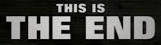 THIS IS
THE END